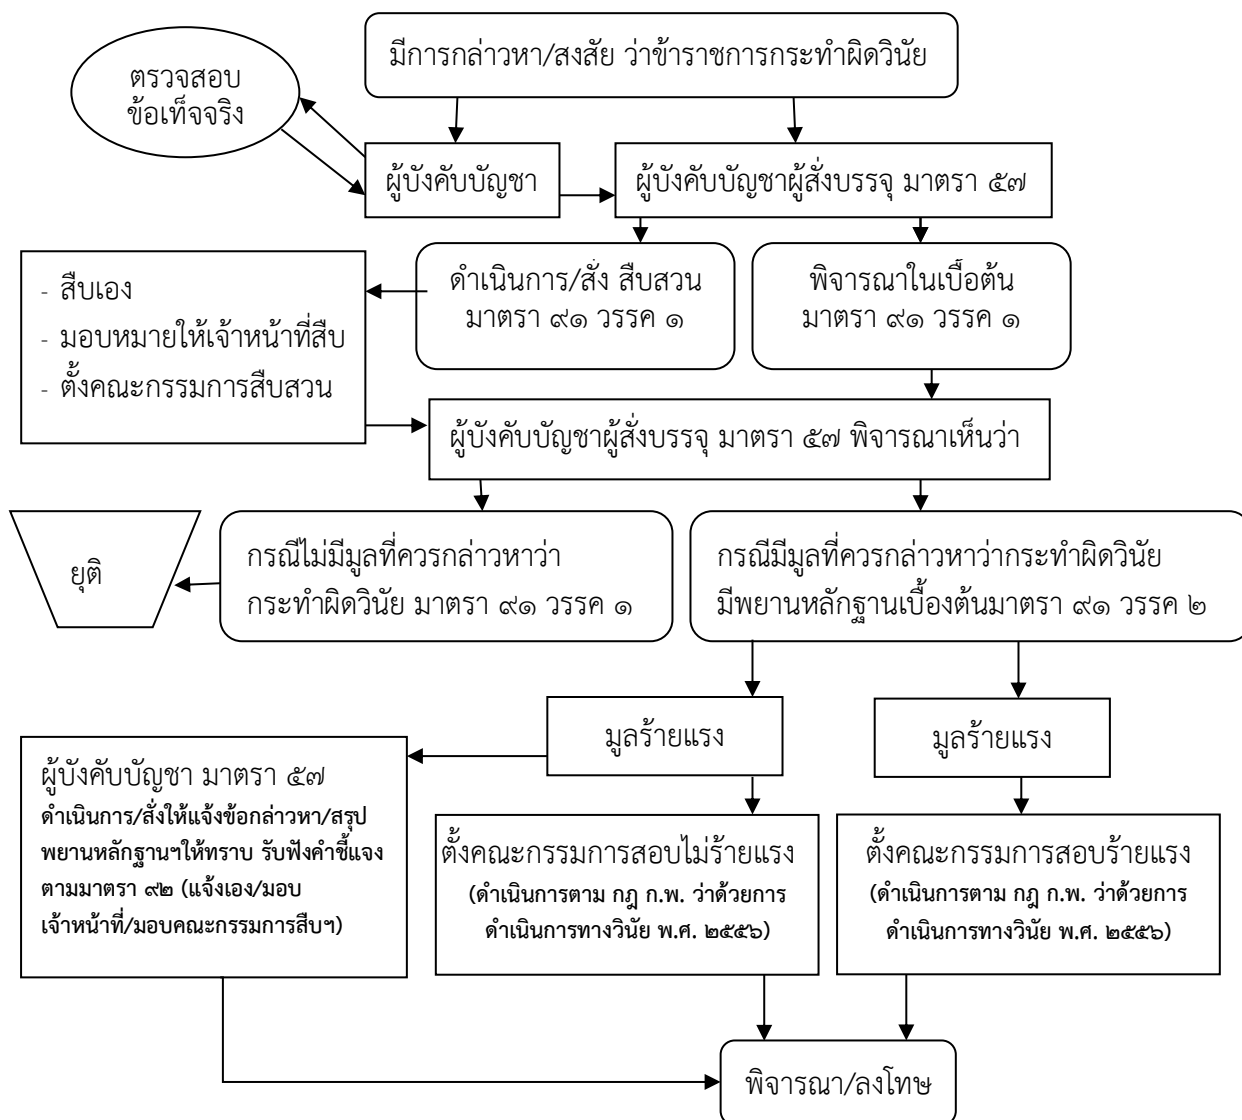 มีการกล่าวหา/สงสัย ว่าข้าราชการกระทำผิดวินัย
ตรวจสอบ
ข้อเท็จจริง
ผู้บังคับบัญชา
ผู้บังคับบัญชาผู้สั่งบรรจุ มาตรา ๕๗
- สืบเอง
- มอบหมายให้เจ้าหน้าที่สืบ
- ตั้งคณะกรรมการสืบสวน
ดำเนินการ/สั่ง สืบสวน
มาตรา ๙๑ วรรค ๑
พิจารณาในเบื้อต้น
มาตรา ๙๑ วรรค ๑
ผู้บังคับบัญชาผู้สั่งบรรจุ มาตรา ๕๗ พิจารณาเห็นว่า
ยุติ
กรณีไม่มีมูลที่ควรกล่าวหาว่า
กระทำผิดวินัย มาตรา ๙๑ วรรค ๑
กรณีมีมูลที่ควรกล่าวหาว่ากระทำผิดวินัย
มีพยานหลักฐานเบื้องต้นมาตรา ๙๑ วรรค ๒
มูลร้ายแรง
มูลร้ายแรง
ผู้บังคับบัญชา มาตรา ๕๗
ดำเนินการ/สั่งให้แจ้งข้อกล่าวหา/สรุป
พยานหลักฐานฯให้ทราบ รับฟังคำชี้แจง
ตามมาตรา ๙๒ (แจ้งเอง/มอบ
เจ้าหน้าที่/มอบคณะกรรมการสืบฯ)
ตั้งคณะกรรมการสอบไม่ร้ายแรง
(ดำเนินการตาม กฎ ก.พ. ว่าด้วยการ
ดำเนินการทางวินัย พ.ศ. ๒๕๕๖)
ตั้งคณะกรรมการสอบร้ายแรง
(ดำเนินการตาม กฎ ก.พ. ว่าด้วยการ
ดำเนินการทางวินัย พ.ศ. ๒๕๕๖)
พิจารณา/ลงโทษ